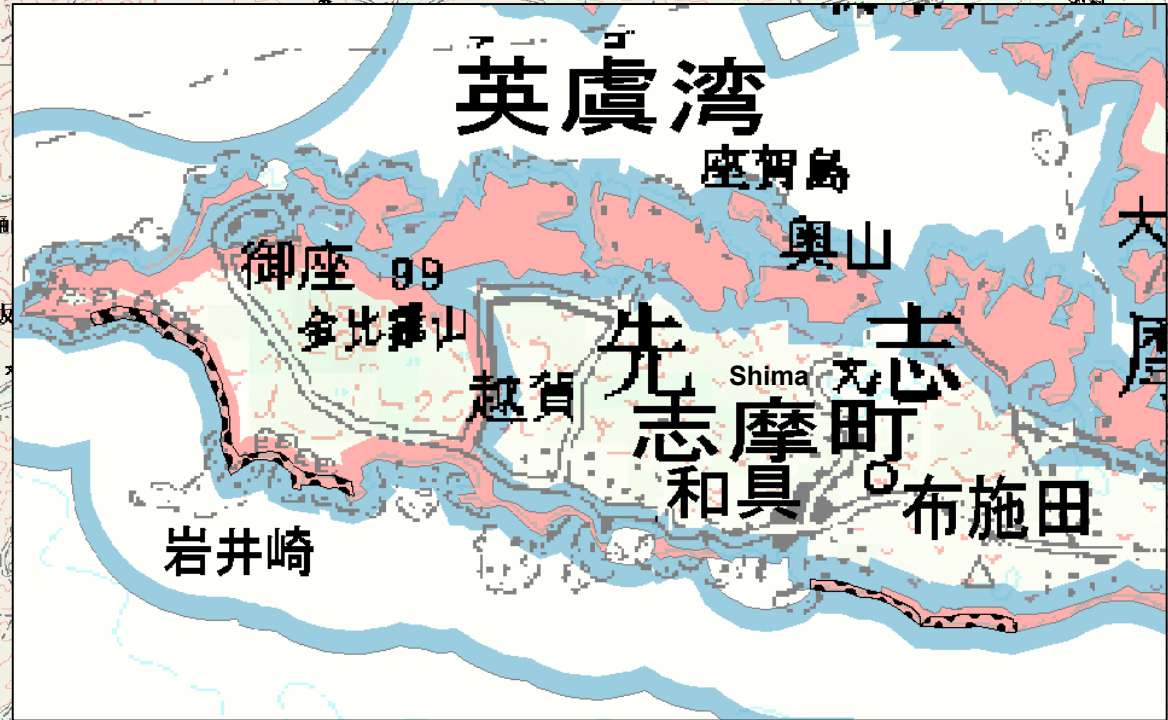 アゴ
英虞湾
座賀島
奥山
大
御座 99
金比羅山
先志摩
Shima 文
越賀
志摩町
和具
布施田
岩井崎